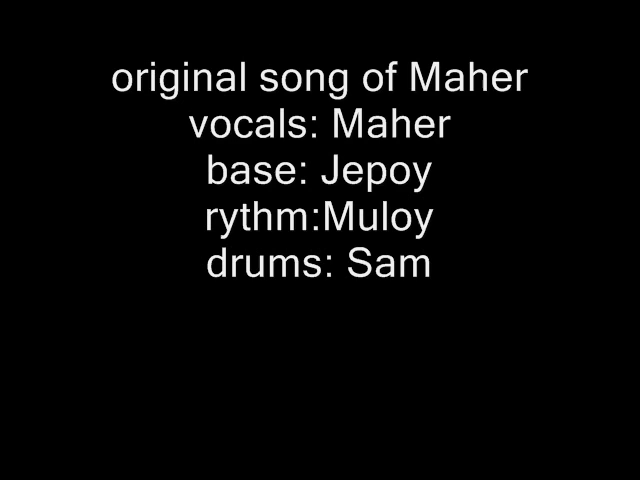 original song of Maher
vocals: Maher
base: Jepoy
rythm:Muloy
drums: Sam